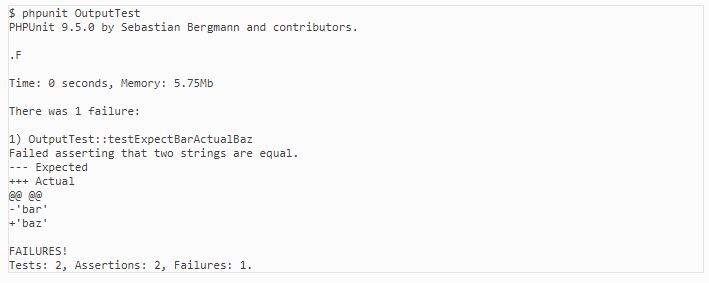 $ phpunit OutputTest
PHPUnit 9.5.0 by Sebastian Bergmann and contributors.
.F
Time: 0 seconds, Memory: 5.75Mb
There was 1 failure:
1) OutputTest::testExpectBarActualBaz
Failed asserting that two strings are equal.
--- Expected
+++ Actual
@@ @@
-'bar'
+'baz'
FAILURES!
Tests: 2, Assertions: 2, Failures: 1.